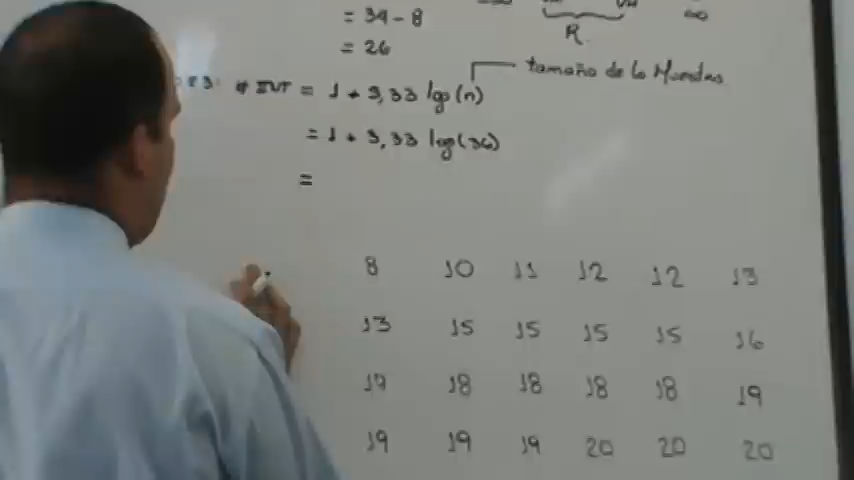 = 34 - 8
R
∞
= 26
tamaño de la Muestra
# INT = 1 + 3,33 log(n)
= 1 + 3,33 log(36)
=
8 10 11 12 12 13
13 15 15 15 15 16
17 18 18 18 18 19
19 19 19 20 20 20